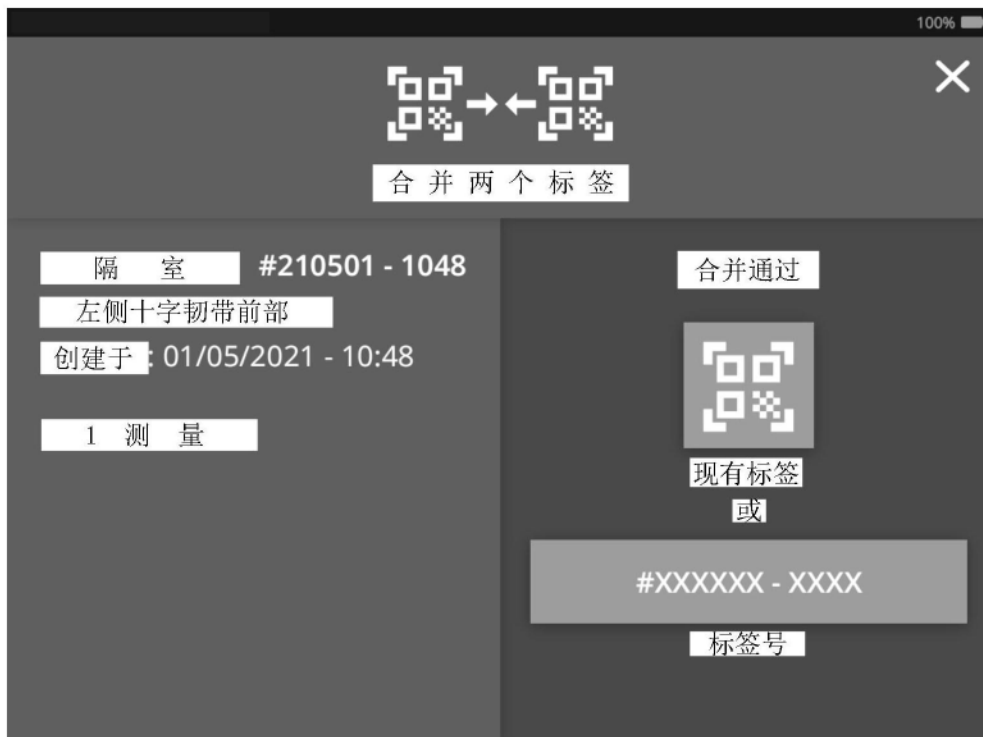 100%
合并两个标签
隔 室 #210501 - 1048
左侧十字韧带前部
创建于: 01/05/2021 - 10:48
1 测 量
合并通过
现有标签
或
#XXXXXX - XXXX
标签号